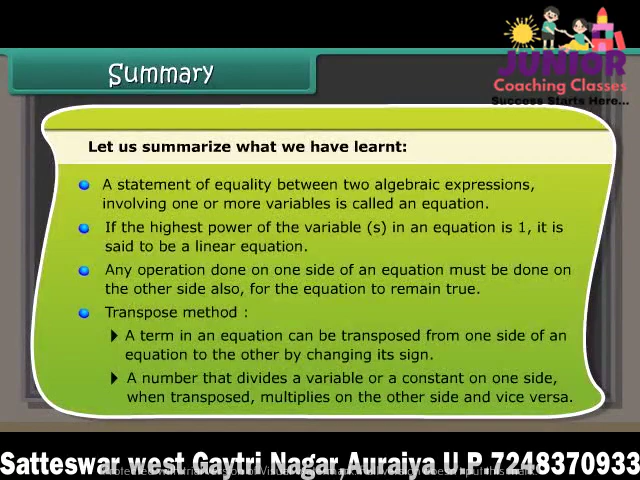 Summary
JUNIOR
Coaching Classes
Success Starts Here...
Let us summarize what we have learnt:
A statement of equality between two algebraic expressions,
involving one or more variables is called an equation.
If the highest power of the variable (s) in an equation is 1, it is
said to be a linear equation.
Any operation done on one side of an equation must be done on
the other side also, for the equation to remain true.
Transpose method :
A term in an equation can be transposed from one side of an
equation to the other by changing its sign.
A number that divides a variable or a constant on one side,
when transposed, multiplies on the other side and vice versa.
Satteswar west Gaytri Nagar Auraiya U.P.7248370933